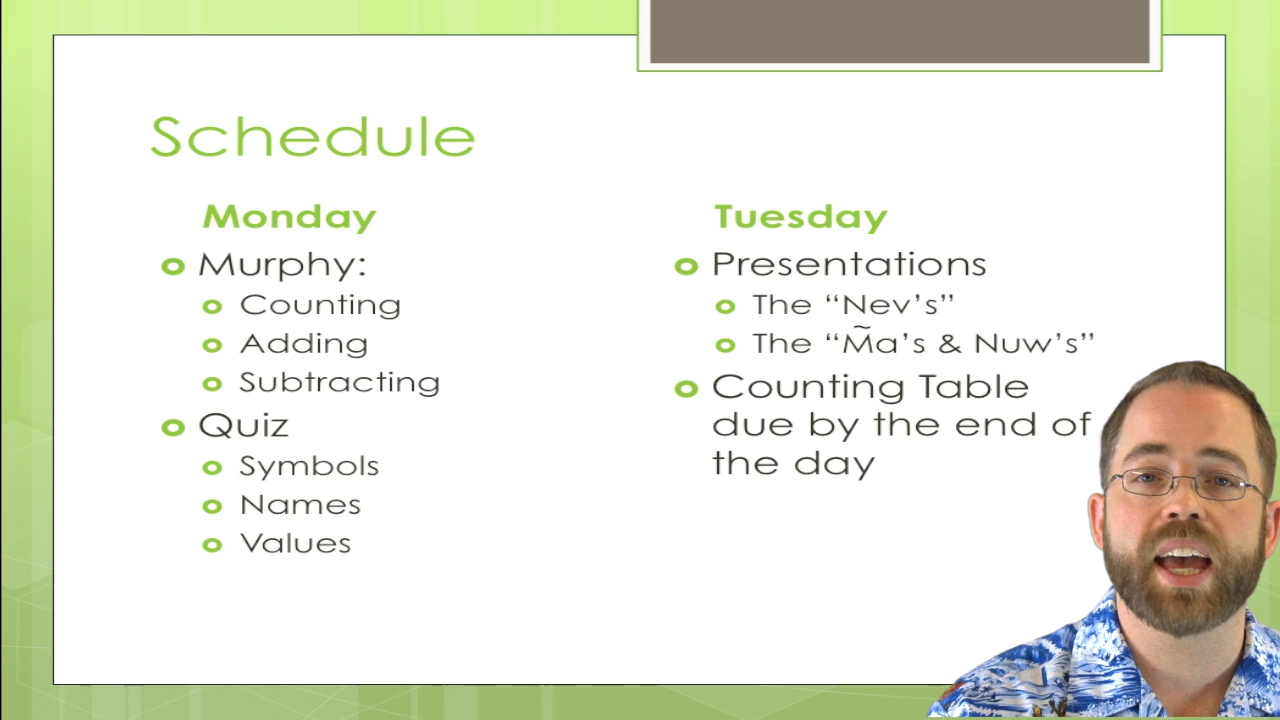 Schedule
Monday
Murphy:
Counting
Adding
Subtracting
Quiz
Symbols
Names
Values
Tuesday
Presentations
The “Nev’s”
The “M̃a’s & Nuw’s”
Counting Table
due by the end of
the day